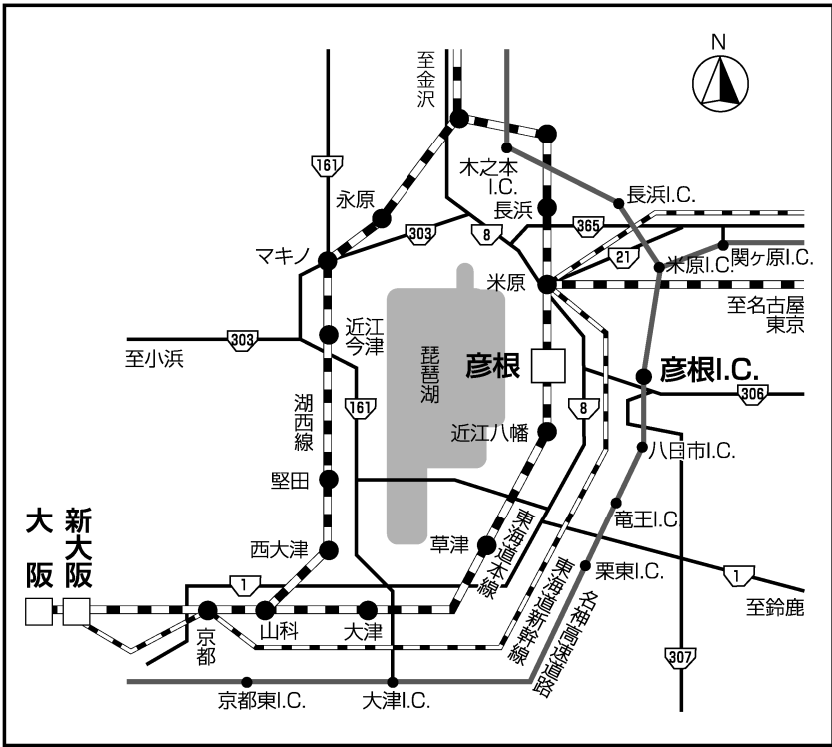 N
至金沢
161
木之本
I.C.
長浜I.C.
永原
長浜
365
303
8
21
マキノ
米原
米原I.C.
関ヶ原I.C.
至名古屋
東京
近江
今津
303
至小浜
琵琶湖
彦根
彦根I.C.
306
湖西線
161
8
近江八幡
八日市I.C.
堅田
竜王I.C.
大阪
新大阪
西大津
草津
東海道本線
東海道新幹線
栗東I.C.
1
1
至鈴鹿
名神高速道路
京都
山科
大津
307
京都東I.C.
大津I.C.